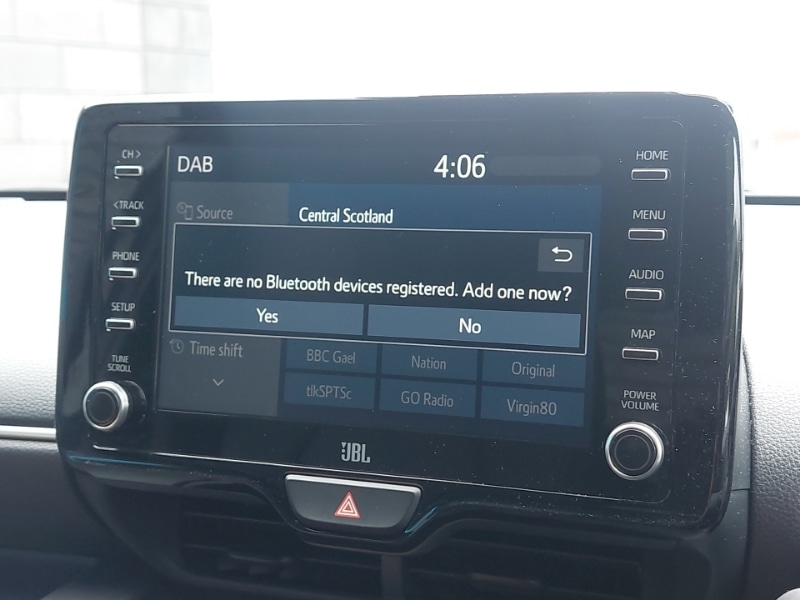 CH >
< TRACK
PHONE
SETUP
TUNE
SCROLL
DAB
4:06
Source
Central Scotland
There are no Bluetooth devices registered. Add one now?
Yes
No
Time shift
BBC Gael
Nation
Original
tlkSPTSc
GO Radio
Virgin80
HOME
MENU
AUDIO
MAP
POWER
VOLUME
JBL